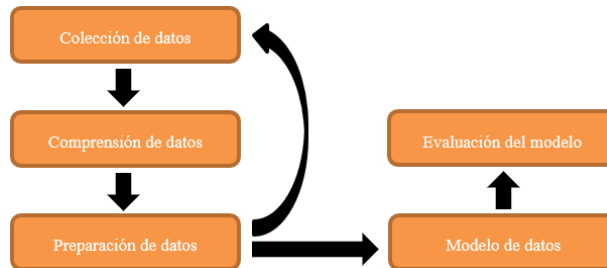 Colección de datos
Comprensión de datos
Preparación de datos
Evaluación del modelo
Modelo de datos